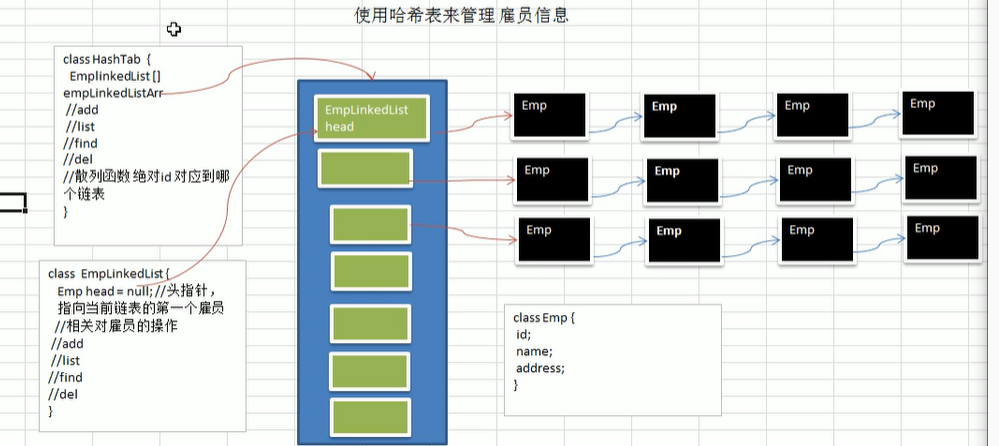 使用哈希表来管理 雇员信息
class HashTab {
EmplinkedList []
empLinkedListArr
//add
//list
//find
//del
//散列函数 绝对id 对应到哪
个链表
}
class EmpLinkedList {
Emp head = null; //头指针，
指向当前链表的第一个雇员
//相关对雇员的操作
//add
//list
//find
//del
}
EmpLinkedList
head
Emp
Emp
Emp
Emp
Emp
Emp
Emp
Emp
Emp
Emp
Emp
Emp
class Emp {
id;
name;
address;
}